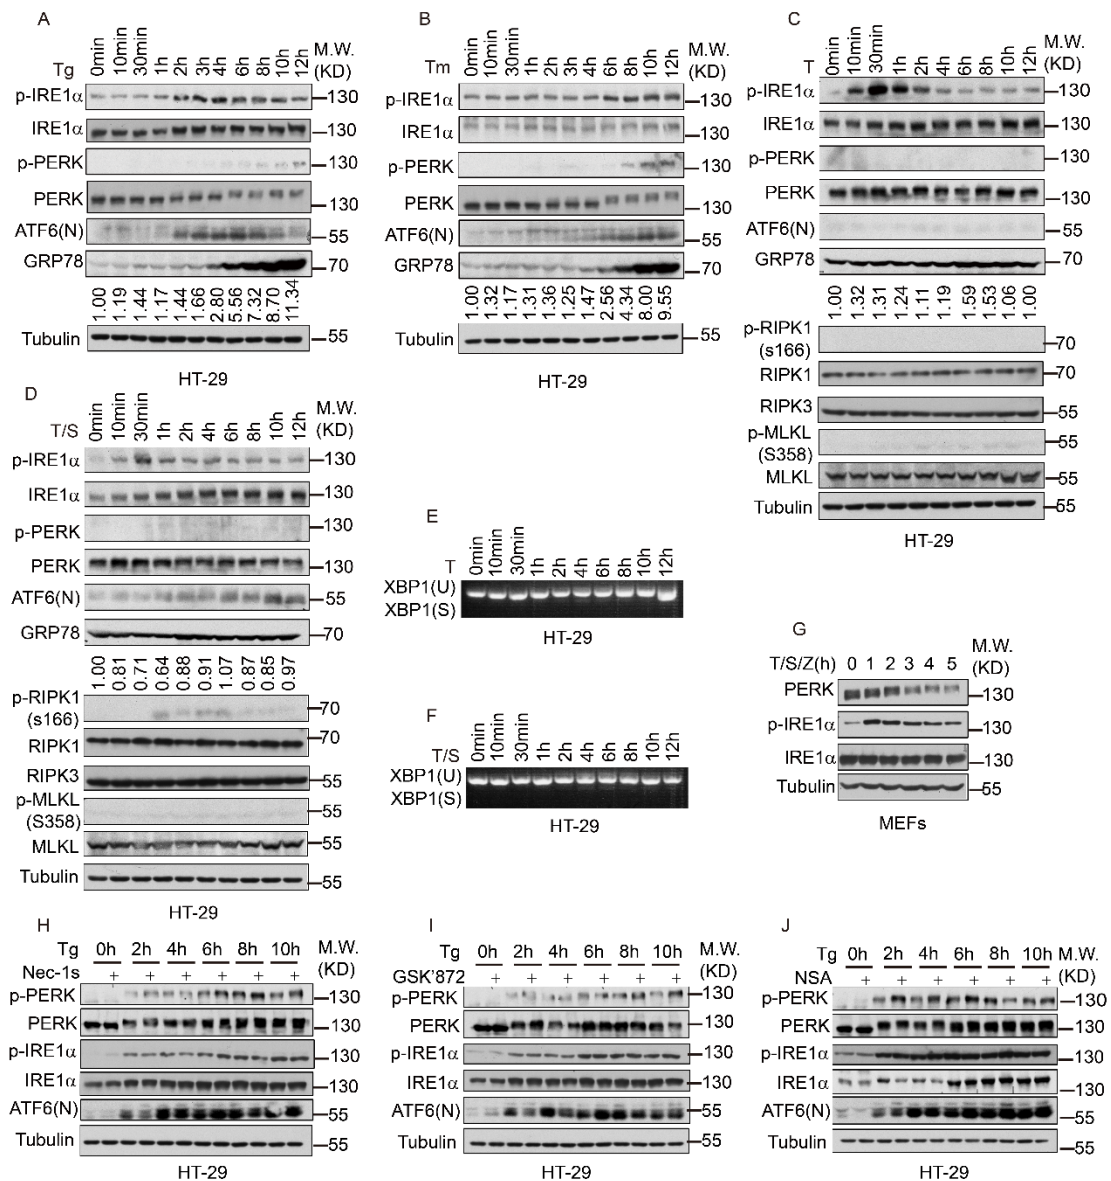 A
Tg 0min 10min 30min 1h 2h 3h 4h 6h 8h 10h 12h M.W. (KD)
p-IRE1α 130
IRE1α 130
p-PERK 130
PERK 130
ATF6(N) 55
GRP78 70
1.00 1.19 1.44 1.17 1.44 1.66 2.80 5.56 7.32 8.70 11.34
Tubulin 55
HT-29
B
Tm 0min 10min 30min 1h 2h 3h 4h 6h 8h 10h 12h M.W. (KD)
p-IRE1α 130
IRE1α 130
p-PERK 130
PERK 130
ATF6(N) 55
GRP78 70
1.00 1.32 1.17 1.31 1.36 1.25 1.47 2.56 4.34 8.00 9.55
Tubulin 55
HT-29
C
T 0min 10min 30min 1h 2h 4h 6h 8h 10h 12h M.W. (KD)
p-IRE1α 130
IRE1α 130
p-PERK 130
PERK 130
ATF6(N) 55
GRP78 70
1.00 1.32 1.31 1.24 1.11 1.19 1.59 1.53 1.06 1.00
p-RIPK1 70
(s166)
RIPK1 70
RIPK3 55
p-MLKL 55
(S358)
MLKL 55
Tubulin 55
HT-29
D
T/S 0min 10min 30min 1h 2h 4h 6h 8h 10h 12h M.W. (KD)
p-IRE1α 130
IRE1α 130
p-PERK 130
PERK 130
ATF6(N) 55
GRP78 70
1.00 0.81 0.71 0.64 0.88 0.91 1.07 0.87 0.85 0.97
p-RIPK1 70
(s166)
RIPK1 70
RIPK3 55
p-MLKL 55
(S358)
MLKL 55
Tubulin 55
HT-29
E
T 0min 10min 30min 1h 2h 4h 6h 8h 10h 12h
XBP1(U)
XBP1(S)
HT-29
F
T/S 0min 10min 30min 1h 2h 4h 6h 8h 10h 12h
XBP1(U)
XBP1(S)
HT-29
G
T/S/Z(h) 0 1 2 3 4 5 M.W. (KD)
PERK 130
p-IRE1α 130
IRE1α 130
Tubulin 55
MEFs
H
Tg 0h 2h 4h 6h 8h 10h M.W.
Nec-1s + + + + + + (KD)
p-PERK 130
PERK 130
p-IRE1α 130
IRE1α 130
ATF6(N) 55
Tubulin 55
HT-29
I
Tg 0h 2h 4h 6h 8h 10h M.W.
GSK'872 + + + + + + (KD)
p-PERK 130
PERK 130
p-IRE1α 130
IRE1α 130
ATF6(N) 55
Tubulin 55
HT-29
J
Tg 0h 2h 4h 6h 8h 10h M.W.
NSA + + + + + + (KD)
p-PERK 130
PERK 130
p-IRE1α 130
IRE1α 130
ATF6(N) 55
Tubulin 55
HT-29